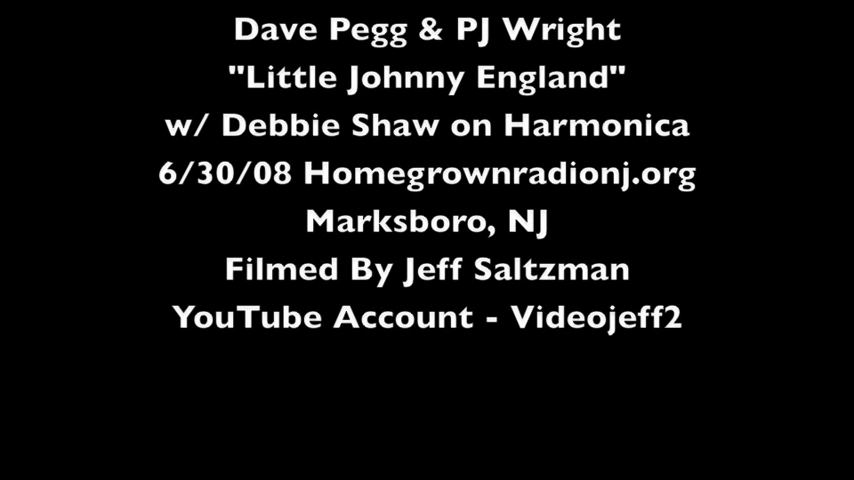 Dave Pegg & PJ Wright
"Little Johnny England"
w/ Debbie Shaw on Harmonica
6/30/08 Homegrownradionj.org
Marksboro, NJ
Filmed By Jeff Saltzman
YouTube Account - Videojeff2